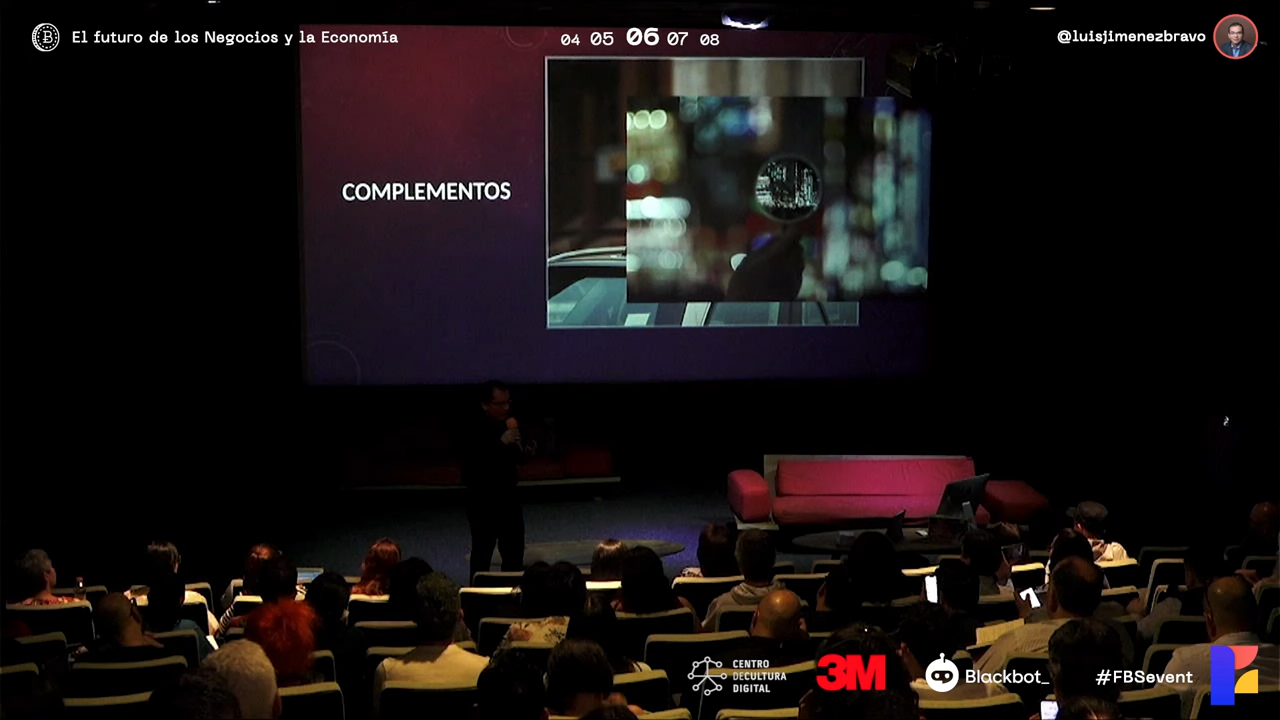 El futuro de los Negocios y la Economía
04 05 06 07 08
@luisjimenezbravo
COMPLEMENTOS
CENTRO
DECULTURA
DIGITAL
3M
Blackbot_
#FBSevent